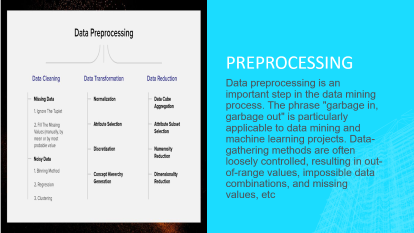 Data Preprocessing
Data Cleaning
Missing Data
1. Ignore The Tuple
2. Fill The Missing
Values (manually, by
mean or by most
probable value
Noisy Data
1. Binning Method
2. Regression
3. Clustering
Data Transformation
Normalization
Attribute Selection
Discretization
Concept Hierarchy
Generation
Data Reduction
Data Cube
Aggregation
Attribute Subset
Selection
Numerosity
Reduction
Dimensionality
Reduction
PREPROCESSING
Data preprocessing is an
important step in the data mining
process. The phrase "garbage in,
garbage out" is particularly
applicable to data mining and
machine learning projects. Data-
gathering methods are often
loosely controlled, resulting in out-
of-range values, impossible data
combinations, and missing
values, etc